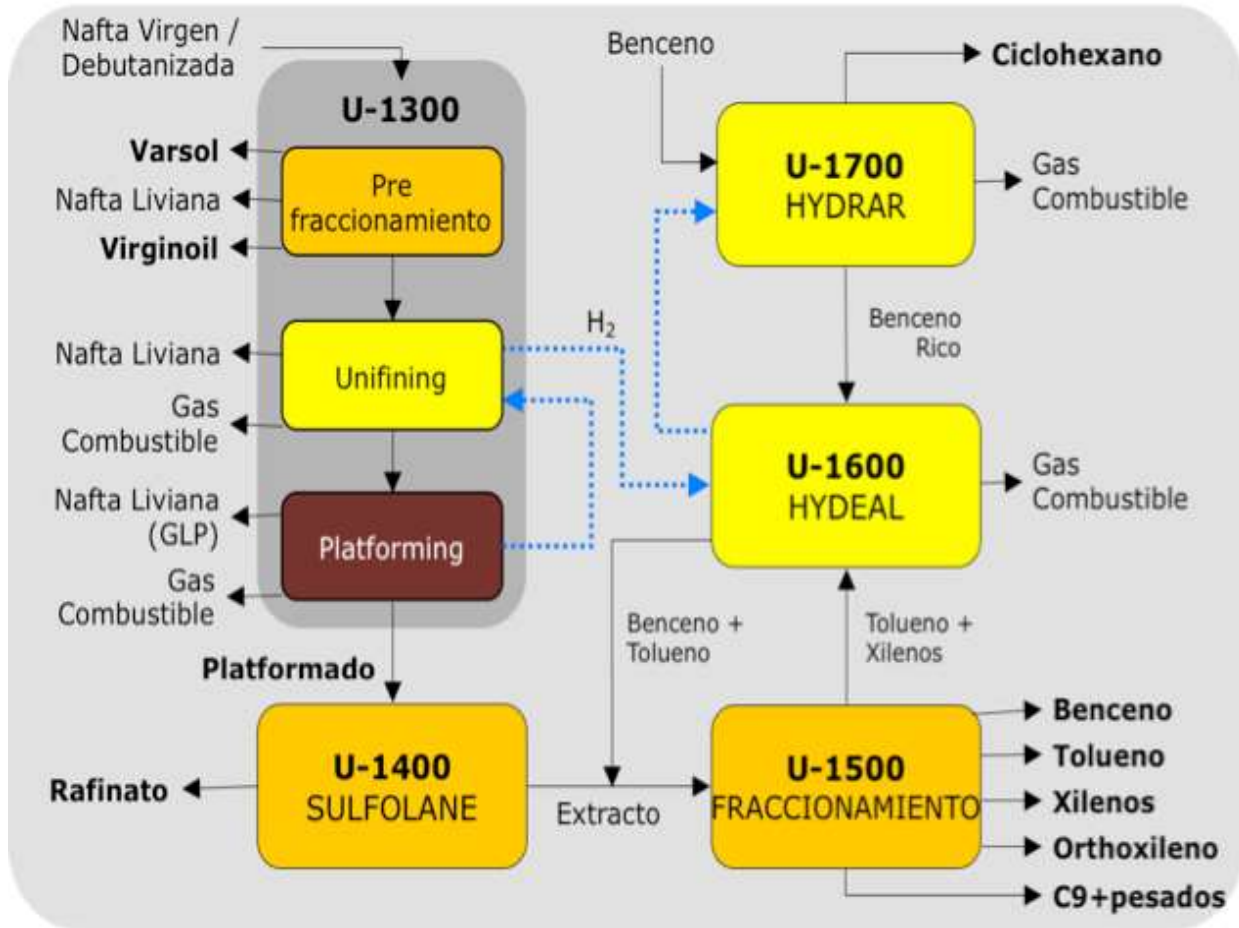 Nafta Virgen /
Debutanizada
U-1300
Varsol
Nafta Liviana
Virginoil
Pre
fraccionamiento
Nafta Liviana
Gas
Combustible
Unifining
H₂
Nafta Liviana
(GLP)
Gas
Combustible
Platforming
Platformado
Rafinato
U-1400
SULFOLANE
Extracto
Benceno
Ciclohexano
U-1700
HYDRAR
Gas
Combustible
Benceno
Rico
U-1600
HYDEAL
Gas
Combustible
Benceno +
Tolueno
Tolueno +
Xilenos
U-1500
FRACCIONAMIENTO
Benceno
Tolueno
Xilenos
Orthoxileno
C9+pesados